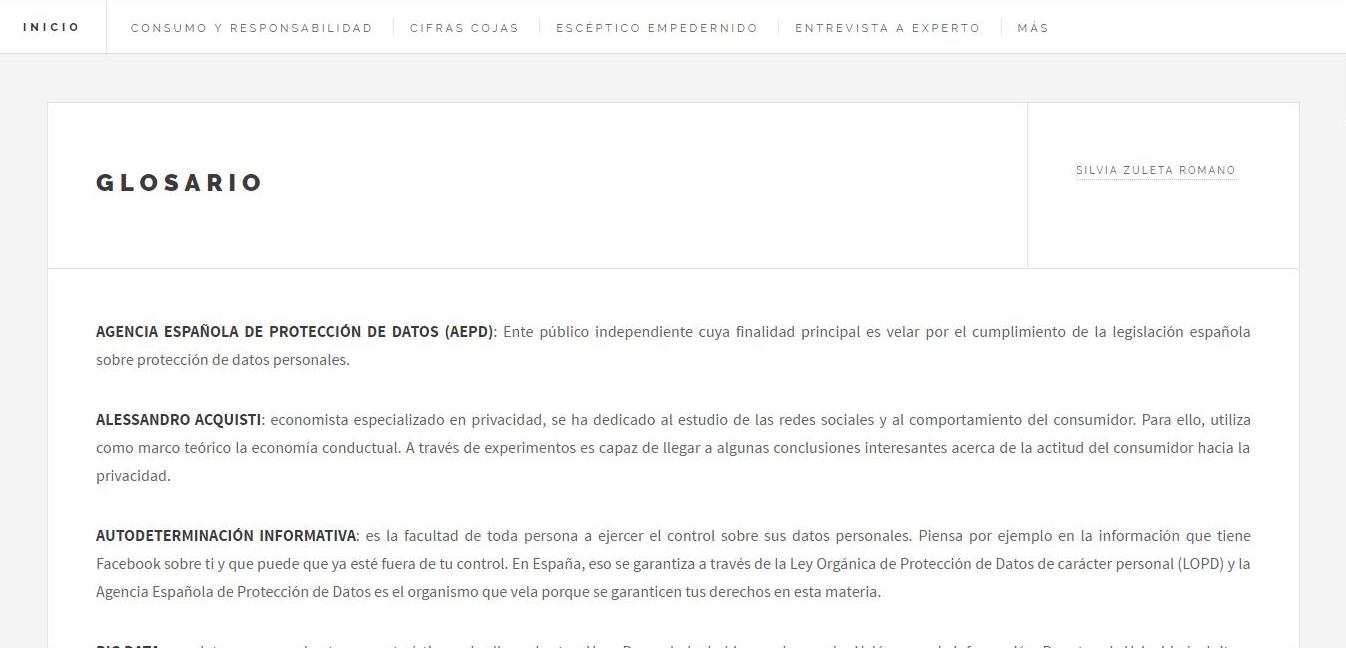 INICIO CONSUMO Y RESPONSABILIDAD CIFRAS COJAS ESCÉPTICO EMPEDERNIDO ENTREVISTA A EXPERTO MÁS
GLOSARIO
SILVIA ZULETA ROMANO
AGENCIA ESPAÑOLA DE PROTECCIÓN DE DATOS (AEPD): Ente público independiente cuya finalidad principal es velar por el cumplimiento de la legislación española
sobre protección de datos personales.
ALESSANDRO ACQUISTI: economista especializado en privacidad, se ha dedicado al estudio de las redes sociales y al comportamiento del consumidor. Para ello, utiliza
como marco teórico la economía conductual. A través de experimentos es capaz de llegar a algunas conclusiones interesantes acerca de la actitud del consumidor hacia la
privacidad.
AUTODETERMINACIÓN INFORMATIVA: es la facultad de toda persona a ejercer el control sobre sus datos personales. Piensa por ejemplo en la información que tiene
Facebook sobre ti y que puede que ya esté fuera de tu control. En España, eso se garantiza a través de la Ley Orgánica de Protección de Datos de carácter personal (LOPD) y la
Agencia Española de Protección de Datos es el organismo que vela porque se garanticen tus derechos en esta materia.